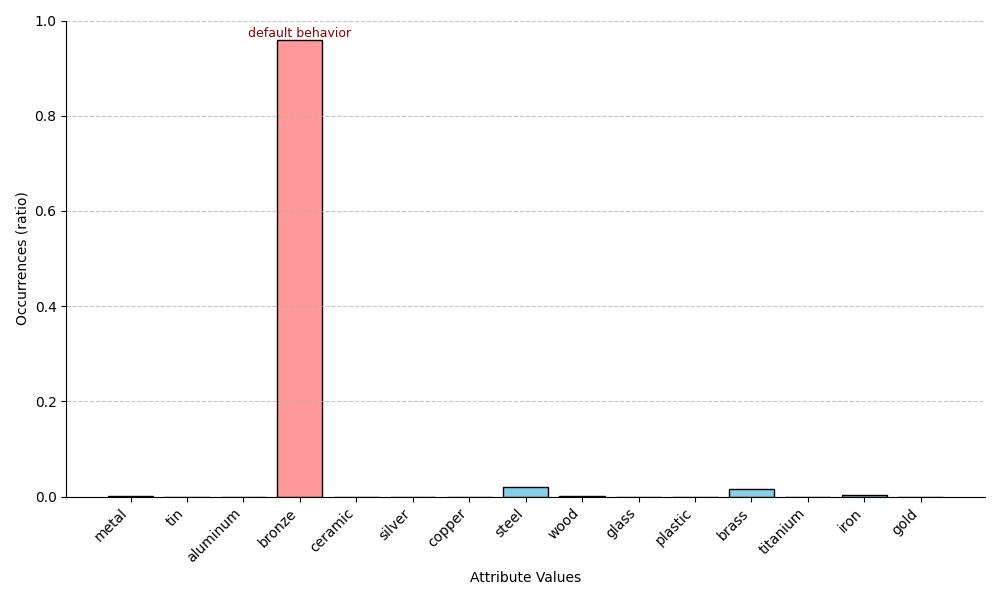 default behavior
1.0
0.8
0.6
0.4
0.2
0.0
Occurrences (ratio)
metal
tin
aluminum
bronze
ceramic
silver
copper
steel
wood
glass
plastic
brass
titanium
iron
gold
Attribute Values